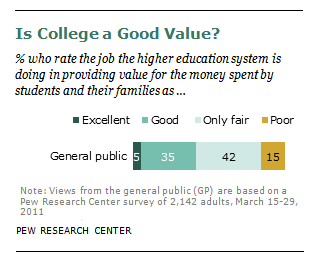 Is College a Good Value?
% who rate the job the higher education system is
doing in providing value for the money spent by
students and their families as ...
Excellent Good Only fair Poor
General public 5 35 42 15
Note: Views from the general public (GP) are based on a
Pew Research Center survey of 2,142 adults, March 15-29,
2011
PEW RESEARCH CENTER